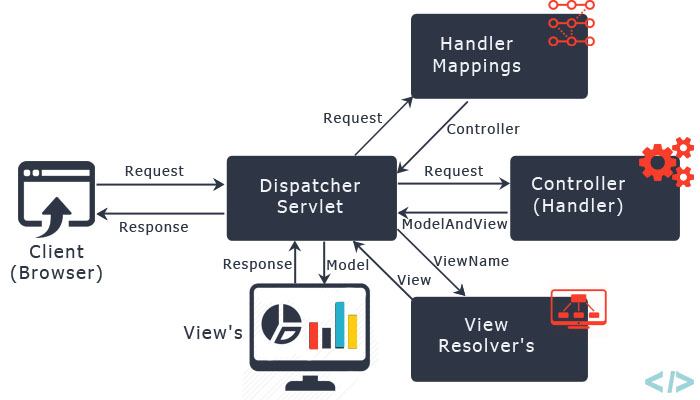 Handler
Mappings
Request
Controller
Request
Dispatcher
Servlet
Request
Controller
(Handler)
Response
ModelAndView
Client
(Browser)
Response
Model
View
ViewName
View's
View
Resolver's
</>